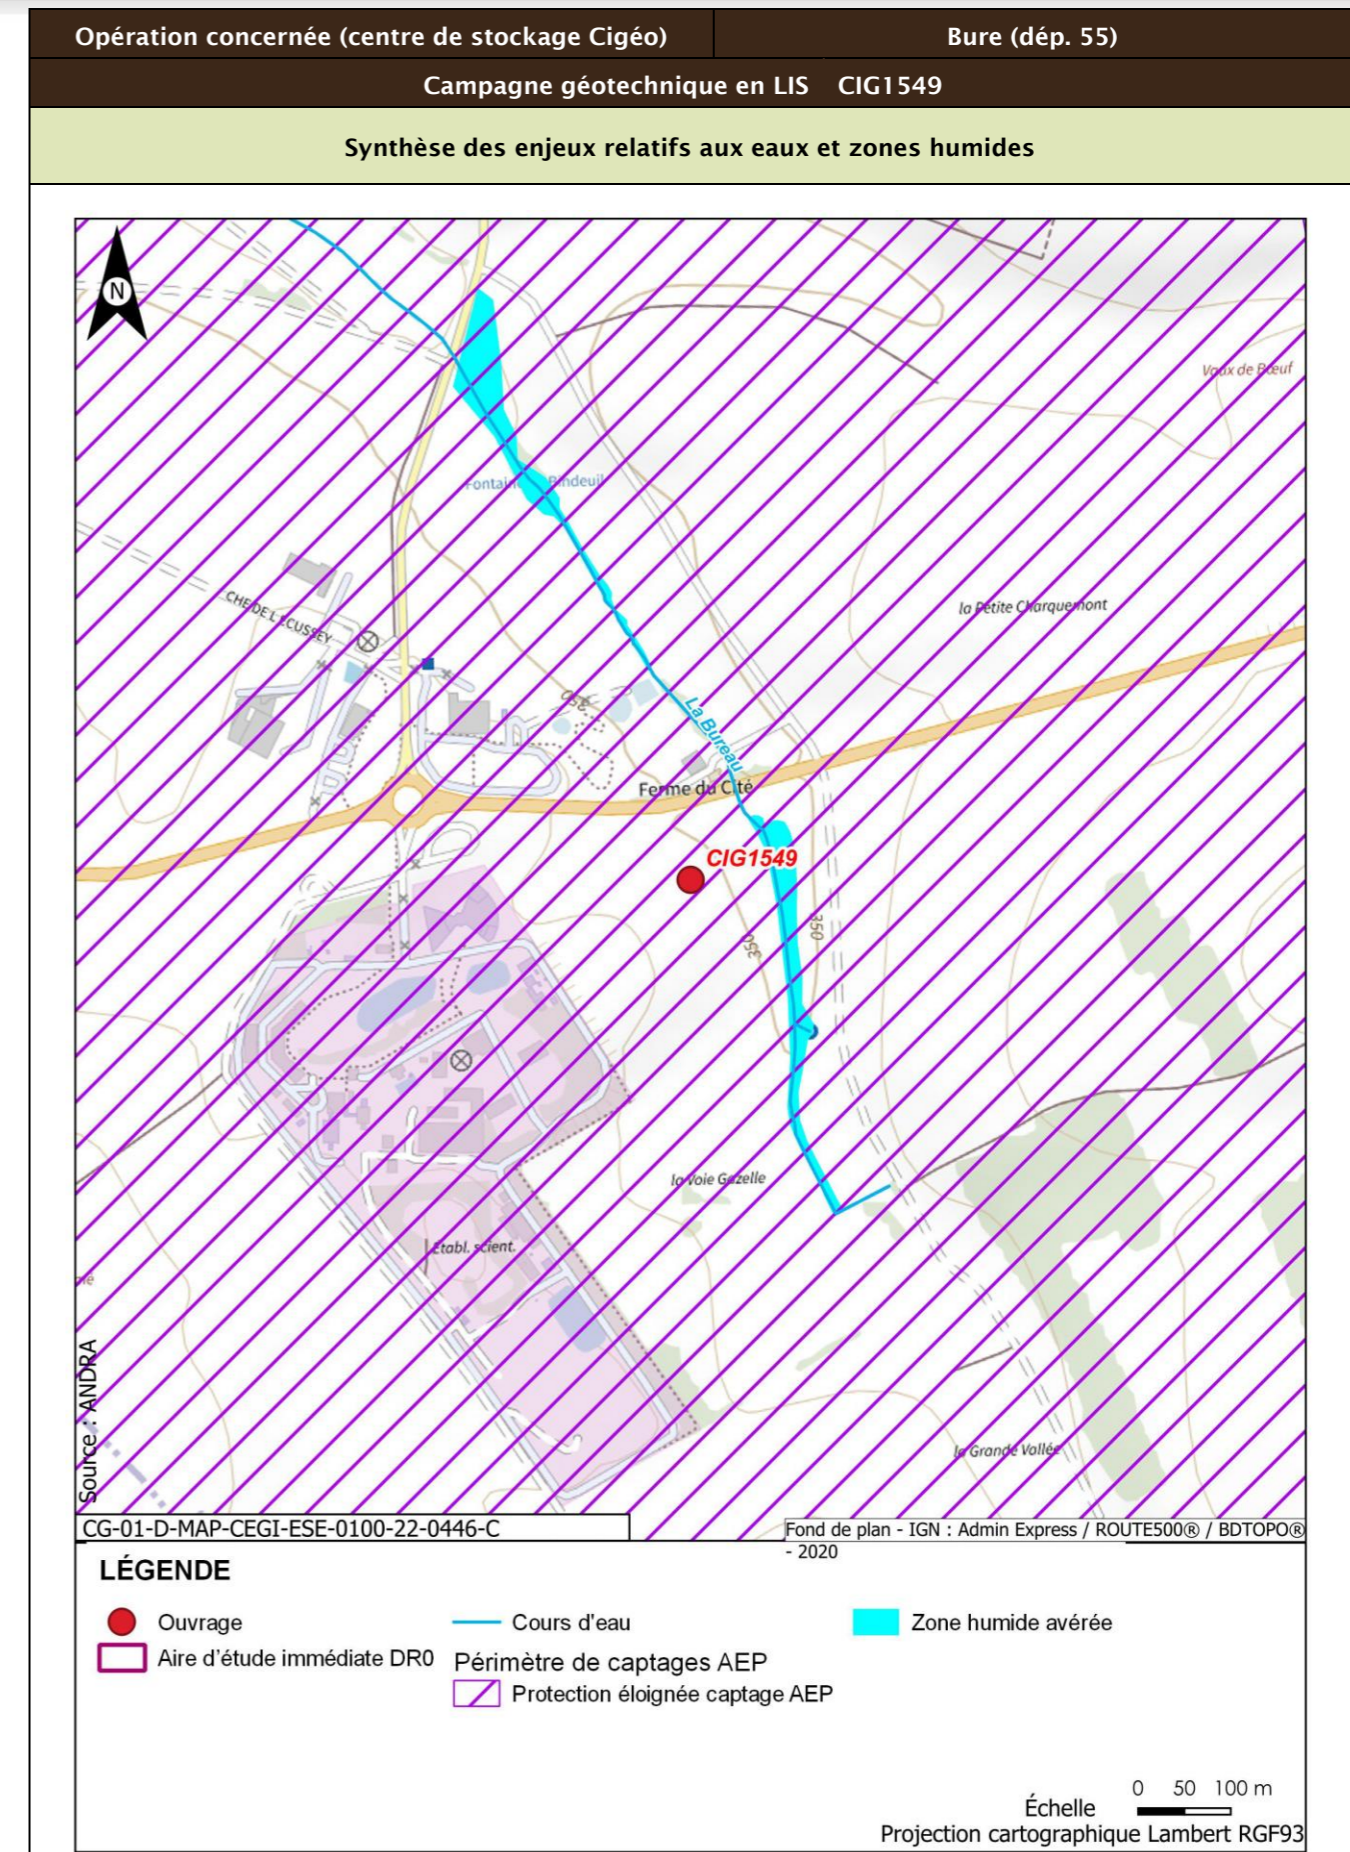 Opération concernée (centre de stockage Cigéo) Bure (dép. 55)
Campagne géotechnique en LIS CIG1549
Synthèse des enjeux relatifs aux eaux et zones humides
N
Vaux de Bœuf
Bindeuil
la Petite Charquemont
CHE DE L'ECUSSEY
350
La Bureau
Ferme du Cité
CIG1549
350
350
la Voie Gazelle
Etabl. scient.
la Grande Vallée
Source : ANDRA
CG-01-D-MAP-CEGI-ESE-0100-22-0446-C
Fond de plan - IGN : Admin Express / ROUTE500® / BDTOPO®
- 2020
LÉGENDE
Ouvrage
Aire d'étude immédiate DR0
Cours d'eau
Périmètre de captages AEP
Protection éloignée captage AEP
Zone humide avérée
0 50 100 m
Échelle
Projection cartographique Lambert RGF93